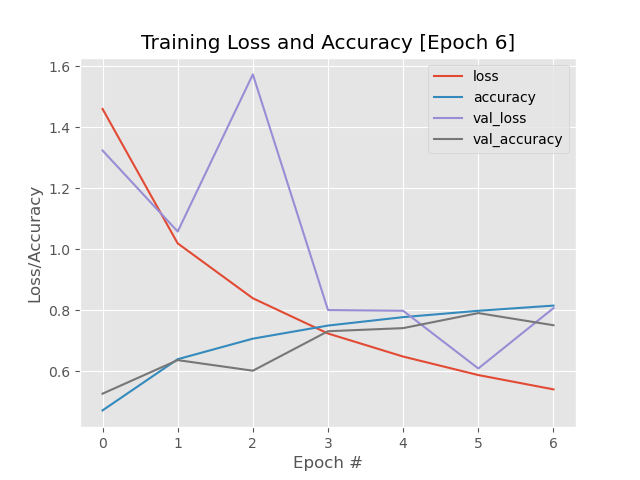 Training Loss and Accuracy [Epoch 6]
loss
accuracy
val_loss
val_accuracy
Loss/Accuracy
1.6
1.4
1.2
1.0
0.8
0.6
0 1 2 3 4 5 6
Epoch #